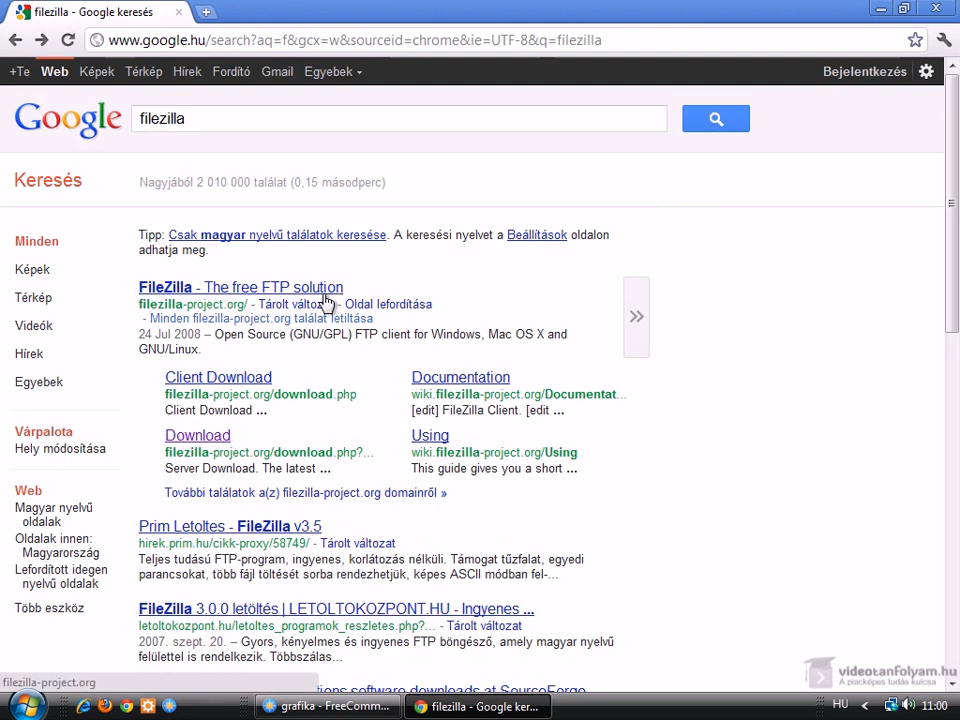 filezilla - Google keresés
www.google.hu/search?aq=f&gcx=w&sourceid=chrome&ie=UTF-8&q=filezilla
+Te Web Képek Térkép Hírek Fordító Gmail Egyebek Bejelentkezés
Google filezilla
Keresés Nagyjából 2 010 000 találat (0,15 másodperc)
Minden
Képek
Térkép
Videók
Hírek
Egyebek
Várpalota
Hely módosítása
Web
Magyar nyelvű
oldalak
Oldalak innen:
Magyarország
Lefordított idegen
nyelvű oldalak
Több eszköz
Tipp: Csak magyar nyelvű találatok keresése. A keresési nyelvet a Beállítások oldalon
adhatja meg.
FileZilla - The free FTP solution
filezilla-project.org/ - Tárolt változat - Oldal lefordítása
- Minden filezilla-project.org találat letiltása
24 Jul 2008 – Open Source (GNU/GPL) FTP client for Windows, Mac OS X and
GNU/Linux.
Client Download
filezilla-project.org/download.php
Client Download ...
Documentation
wiki.filezilla-project.org/Documentat...
[edit] FileZilla Client. [edit ...
Download
filezilla-project.org/download.php?...
Server Download. The latest ...
Using
wiki.filezilla-project.org/Using
This guide gives you a short ...
További találatok a(z) filezilla-project.org domainről »
Prim Letoltes - FileZilla v3.5
hirek.prim.hu/cikk-proxy/58749/ - Tárolt változat
Teljes tudású FTP-program, ingyenes, korlátozás nélküli. Támogat tűzfalat, egyedi
parancsokat, több fájl töltését sorba rendezhetjük, képes ASCII módban fel-...
FileZilla 3.0.0 letöltés | LETOLTOKOZPONT.HU - Ingyenes ...
letoltokozpont.hu/letoltes_programok_reszletes.php?... - Tárolt változat
2007. szept. 20. – Gyors, kényelmes és ingyenes FTP böngésző, amely magyar nyelvű
felülettel is rendelkezik. Többszálas...
software downloads at SourceForge
filezilla-project.org
videotanfolyam.hu
A piacképes tudás kulcsa
grafika - FreeComm...
filezilla - Google ker...
HU
11:00